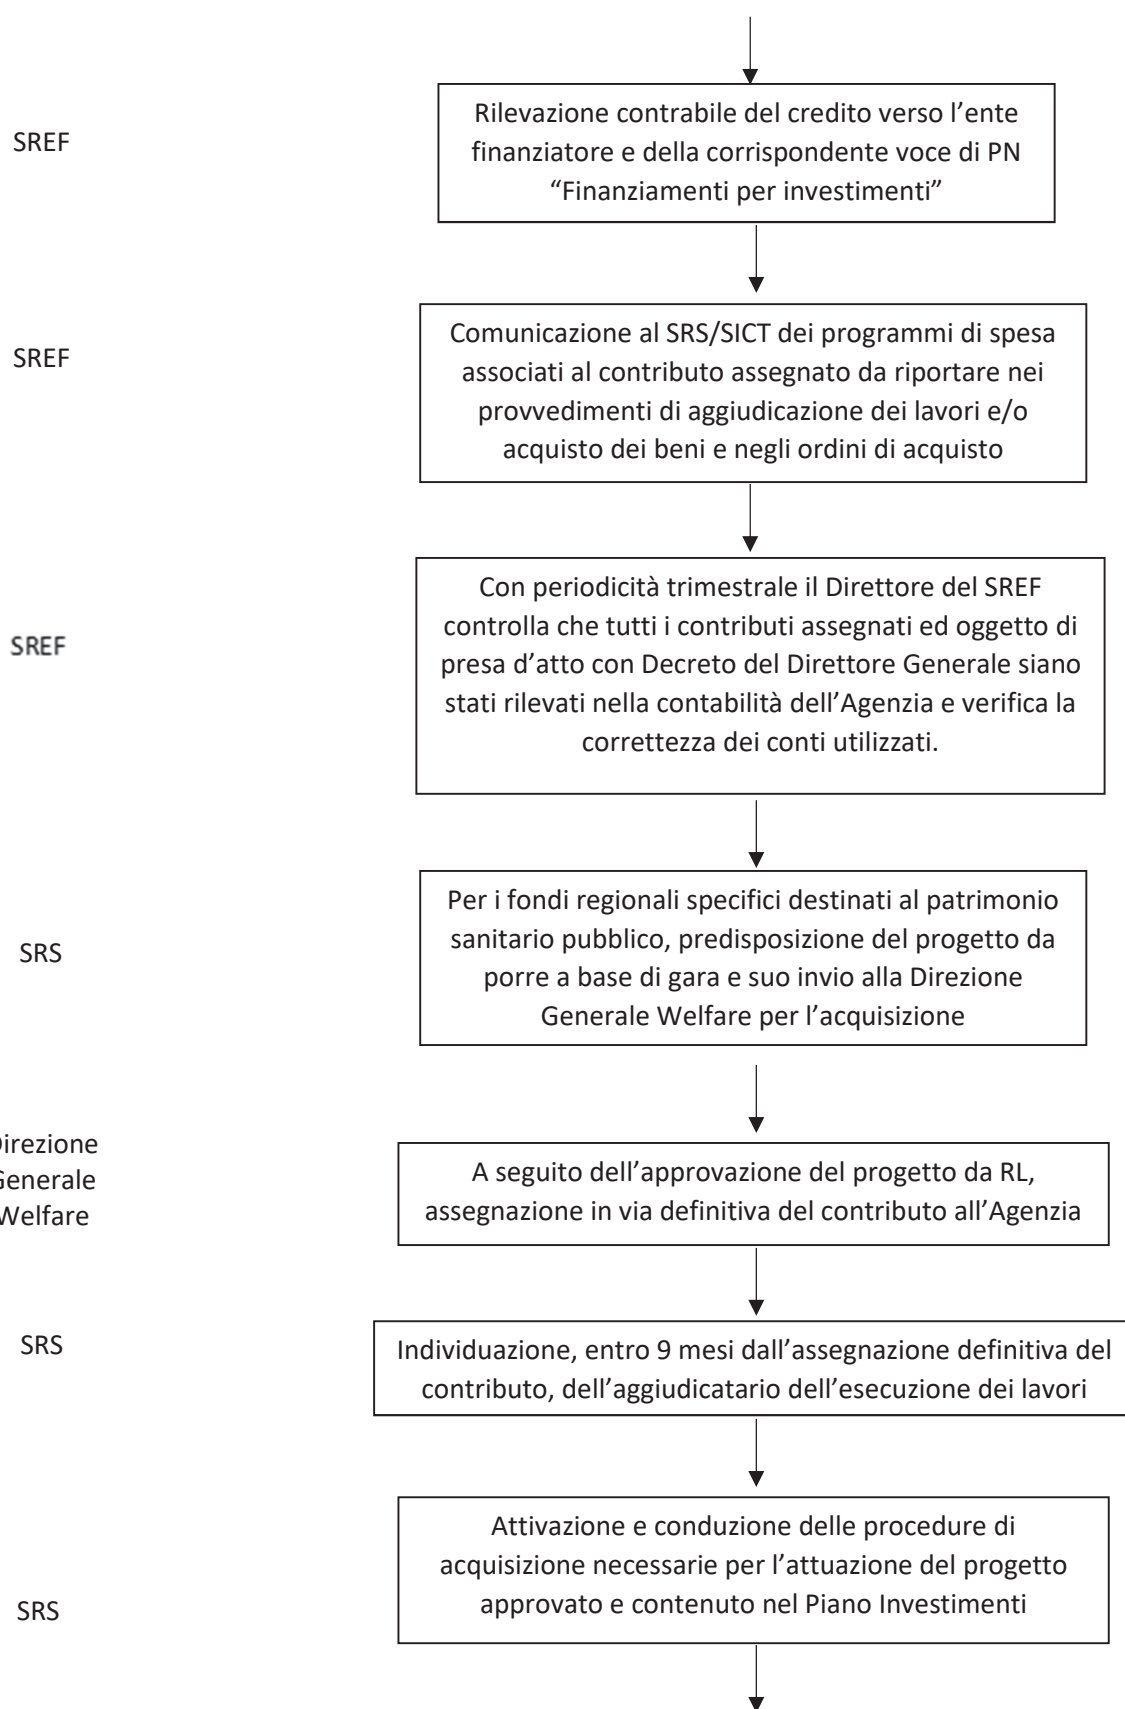 SREF
Rilevazione contrabile del credito verso l’ente
finanziatore e della corrispondente voce di PN
“Finanziamenti per investimenti”
SREF
Comunicazione al SRS/SICT dei programmi di spesa
associati al contributo assegnato da riportare nei
provvedimenti di aggiudicazione dei lavori e/o
acquisto dei beni e negli ordini di acquisto
SREF
Con periodicità trimestrale il Direttore del SREF
controlla che tutti i contributi assegnati ed oggetto di
presa d’atto con Decreto del Direttore Generale siano
stati rilevati nella contabilità dell’Agenzia e verifica la
correttezza dei conti utilizzati.
SRS
Per i fondi regionali specifici destinati al patrimonio
sanitario pubblico, predisposizione del progetto da
porre a base di gara e suo invio alla Direzione
Generale Welfare per l’acquisizione
Direzione
Generale
Welfare
A seguito dell’approvazione del progetto da RL,
assegnazione in via definitiva del contributo all’Agenzia
SRS
Individuazione, entro 9 mesi dall’assegnazione definitiva del
contributo, dell’aggiudicatario dell’esecuzione dei lavori
SRS
Attivazione e conduzione delle procedure di
acquisizione necessarie per l’attuazione del progetto
approvato e contenuto nel Piano Investimenti